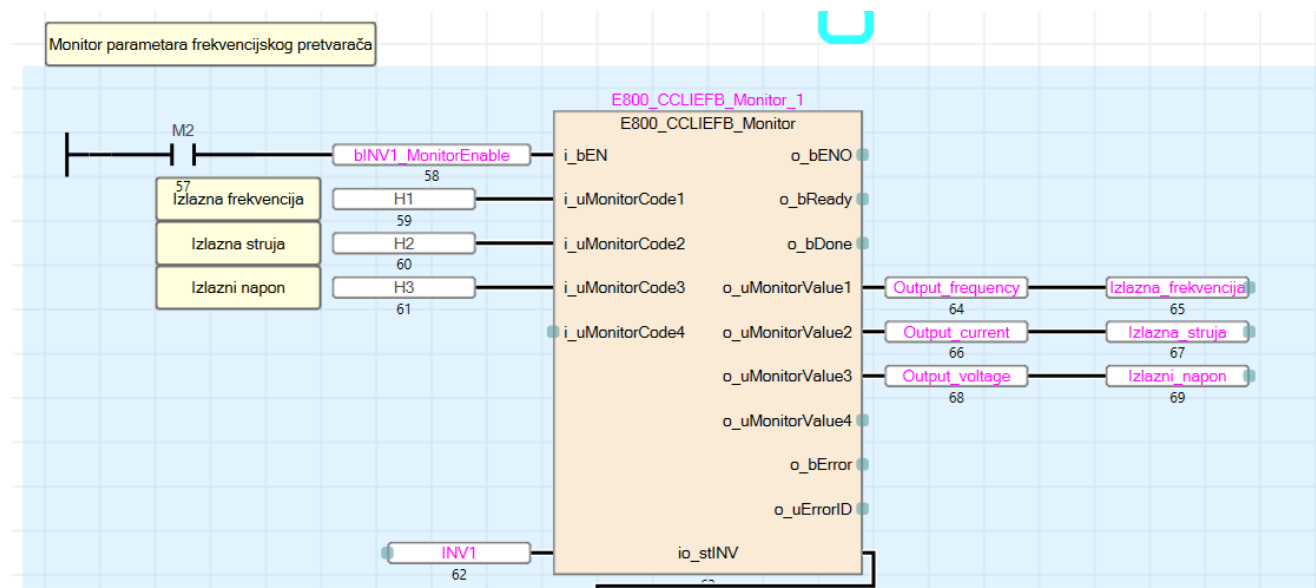 Monitor parametara frekvencijskog pretvarača
E800_CCLIEFB_Monitor_1
E800_CCLIEFB_Monitor
M2
57
bINV1_MonitorEnable
58
i_bEN
o_bENO
Izlazna frekvencija
H1
59
i_uMonitorCode1
o_bReady
Izlazna struja
H2
60
i_uMonitorCode2
o_bDone
Izlazni napon
H3
61
i_uMonitorCode3
o_uMonitorValue1
Output_frequency
64
Izlazna_frekvencija
65
i_uMonitorCode4
o_uMonitorValue2
Output_current
66
Izlazna_struja
67
o_uMonitorValue3
Output_voltage
68
Izlazni_napon
69
o_uMonitorValue4
o_bError
o_uErrorID
INV1
62
io_stINV